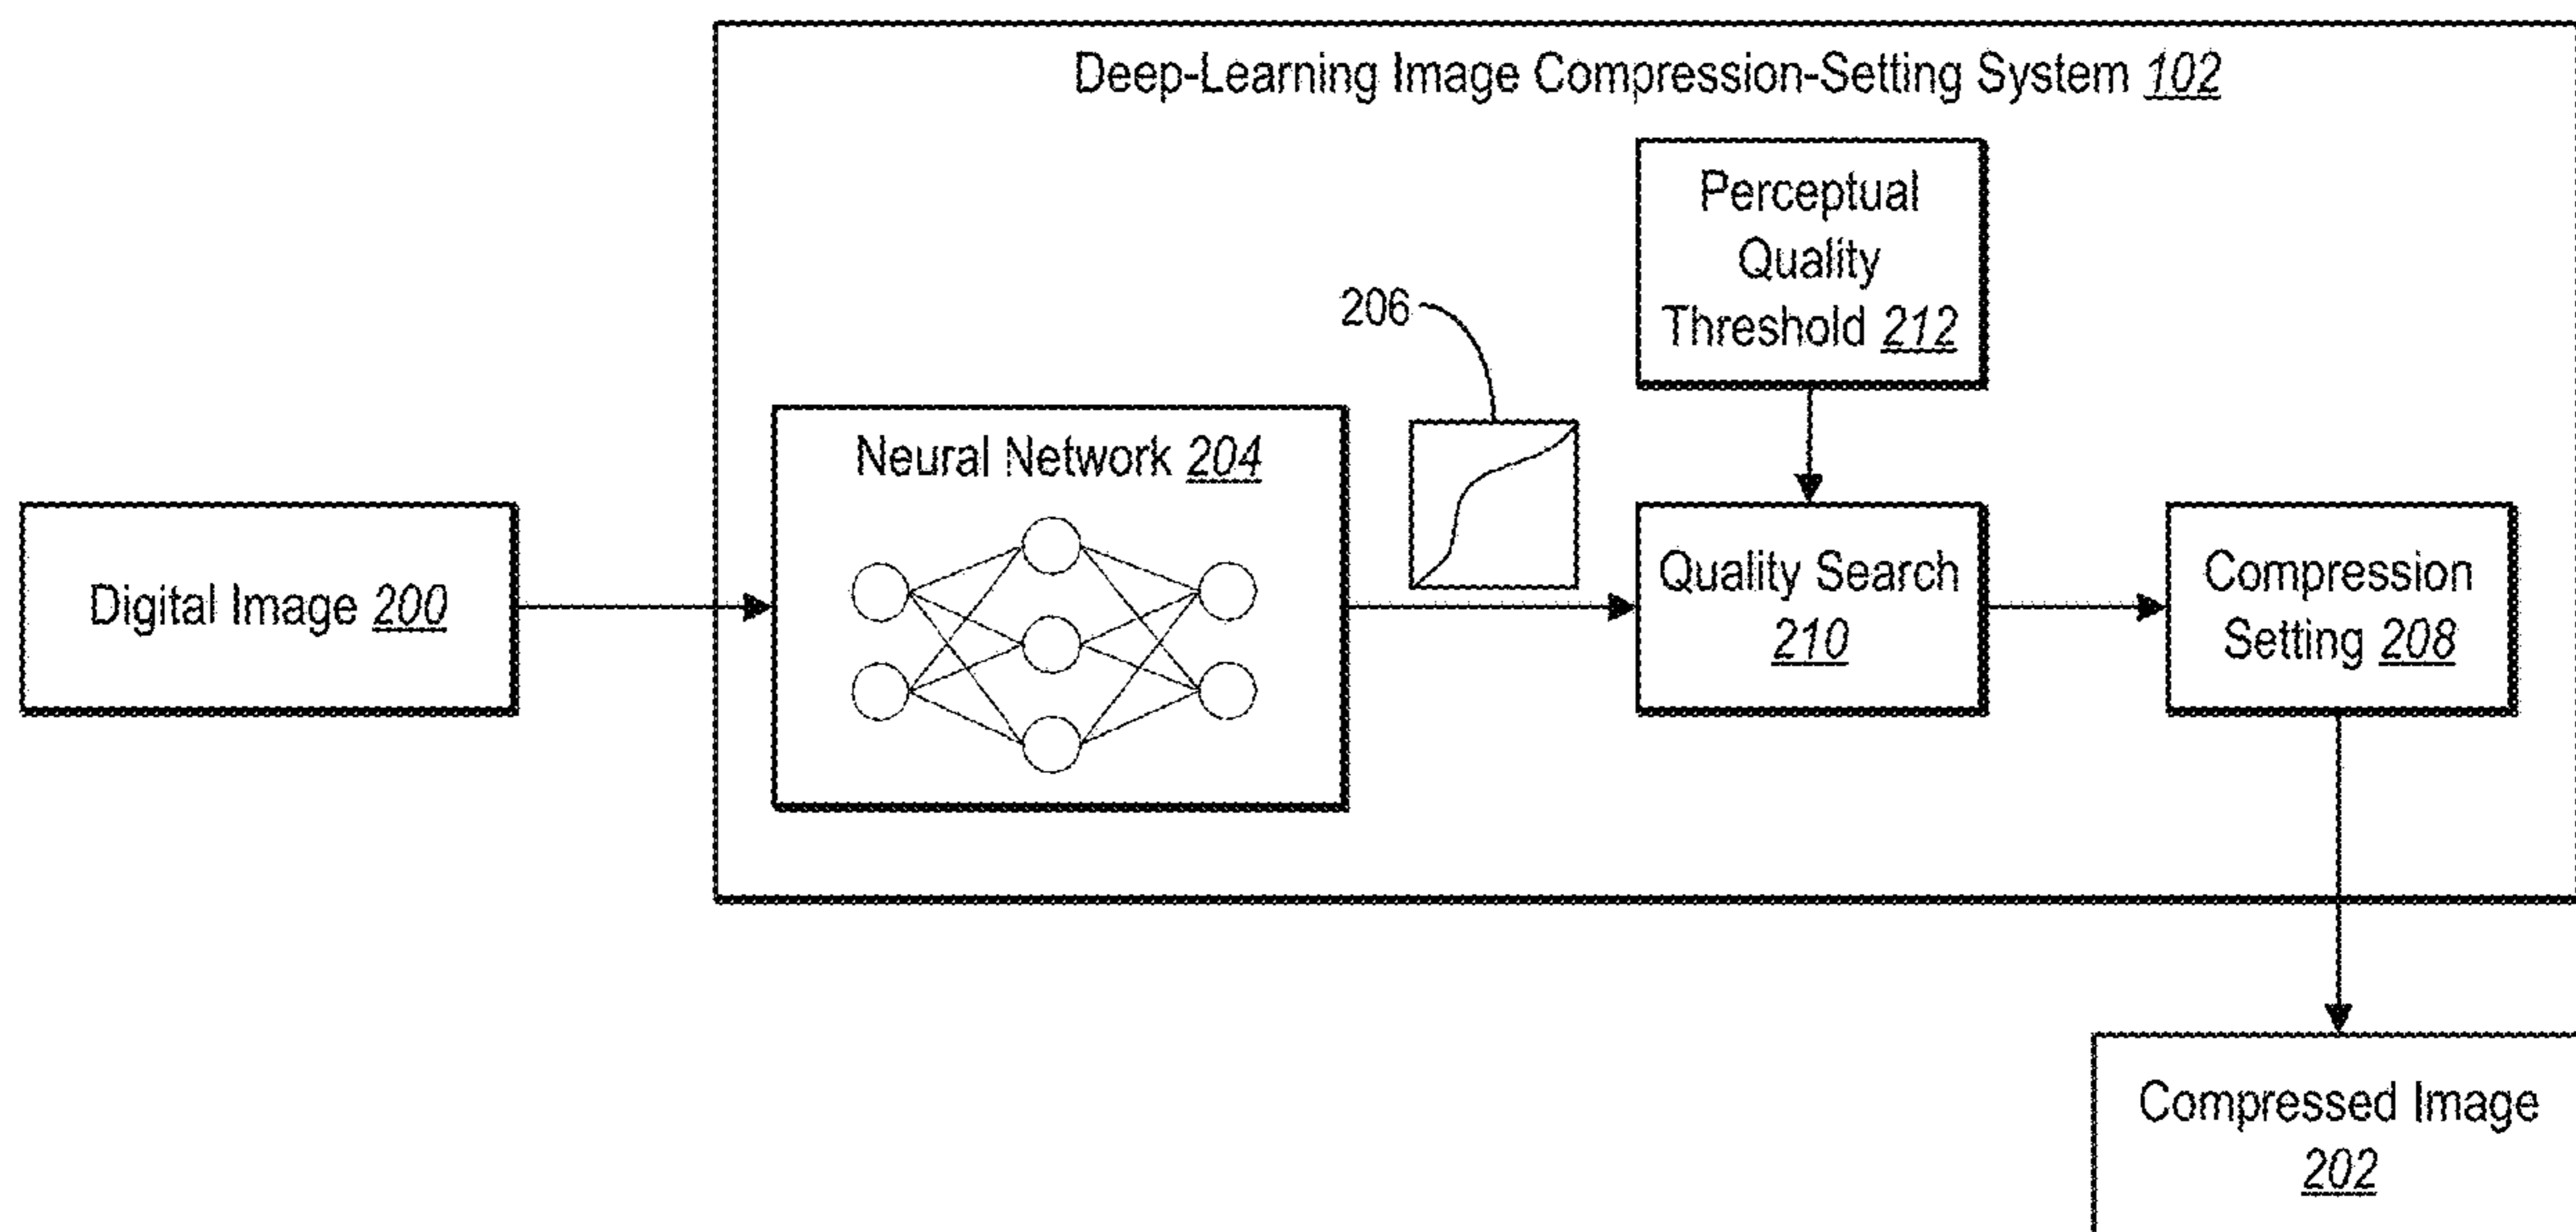 Deep-Learning Image Compression-Setting System 102
Perceptual
Quality
Threshold 212
206
Neural Network 204
Digital Image 200
Quality Search
210
Compression
Setting 208
Compressed Image
202